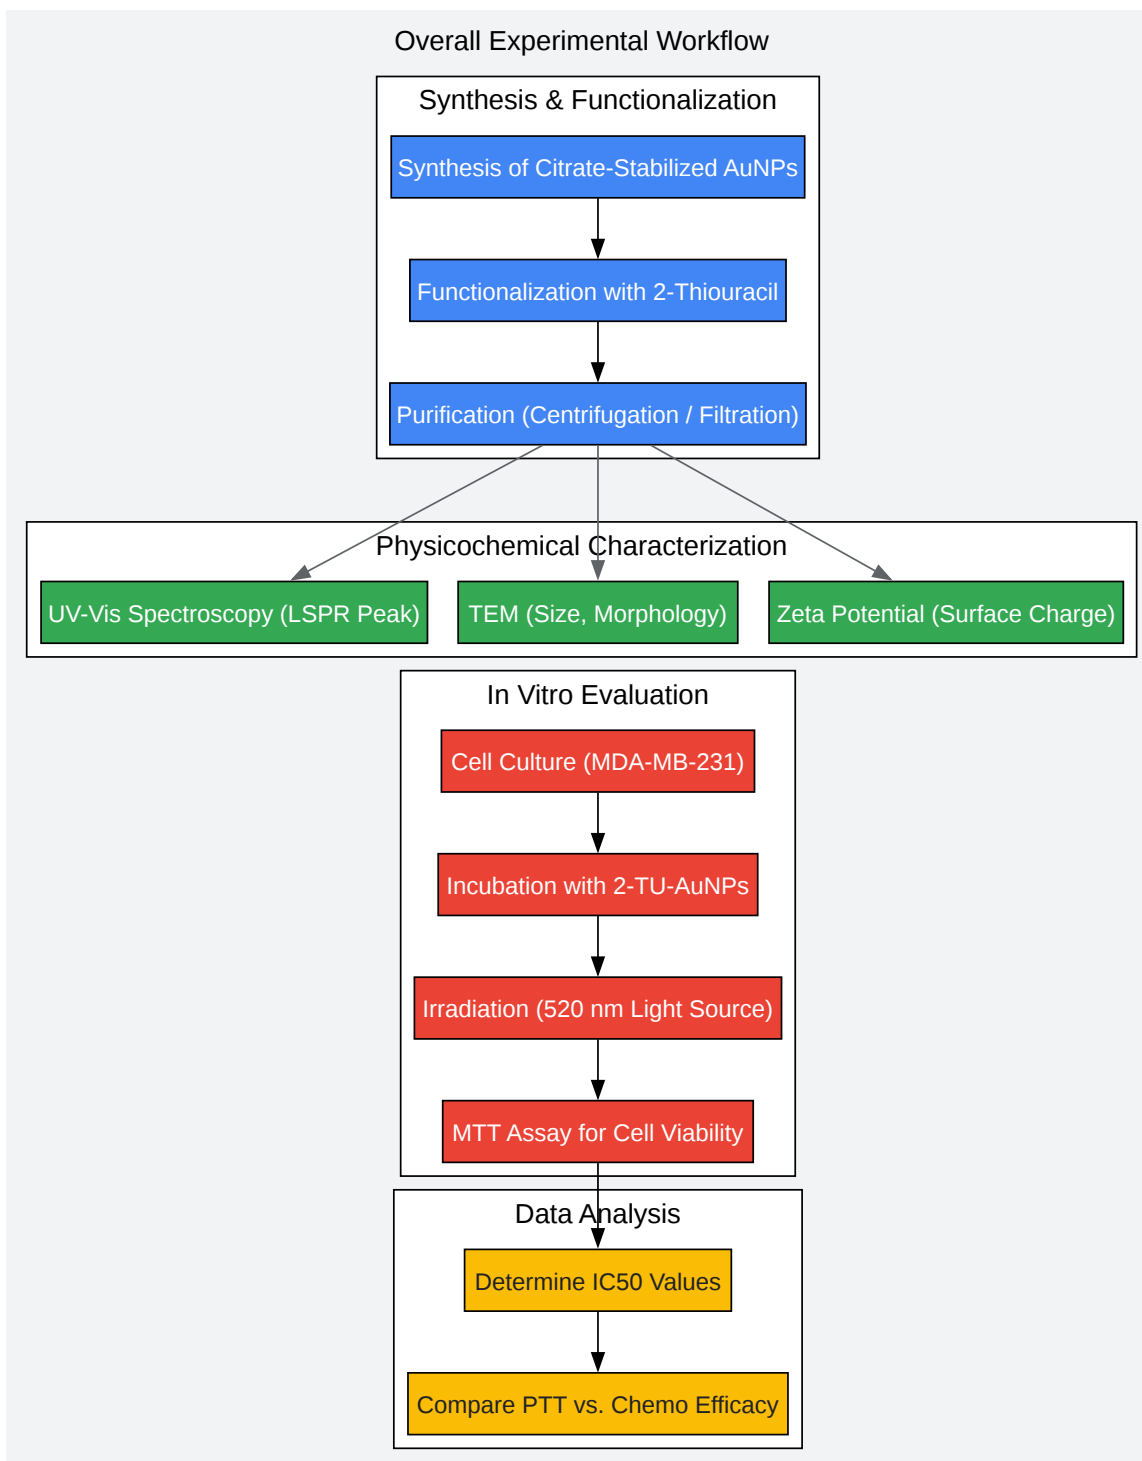 Overall Experimental Workflow
Synthesis & Functionalization
Synthesis of Citrate-Stabilized AuNPs
Functionalization with 2-Thiouracil
Purification (Centrifugation / Filtration)
Physicochemical Characterization
UV-Vis Spectroscopy (LSPR Peak)
TEM (Size, Morphology)
Zeta Potential (Surface Charge)
In Vitro Evaluation
Cell Culture (MDA-MB-231)
Incubation with 2-TU-AuNPs
Irradiation (520 nm Light Source)
MTT Assay for Cell Viability
Data Analysis
Determine IC50 Values
Compare PTT vs. Chemo Efficacy